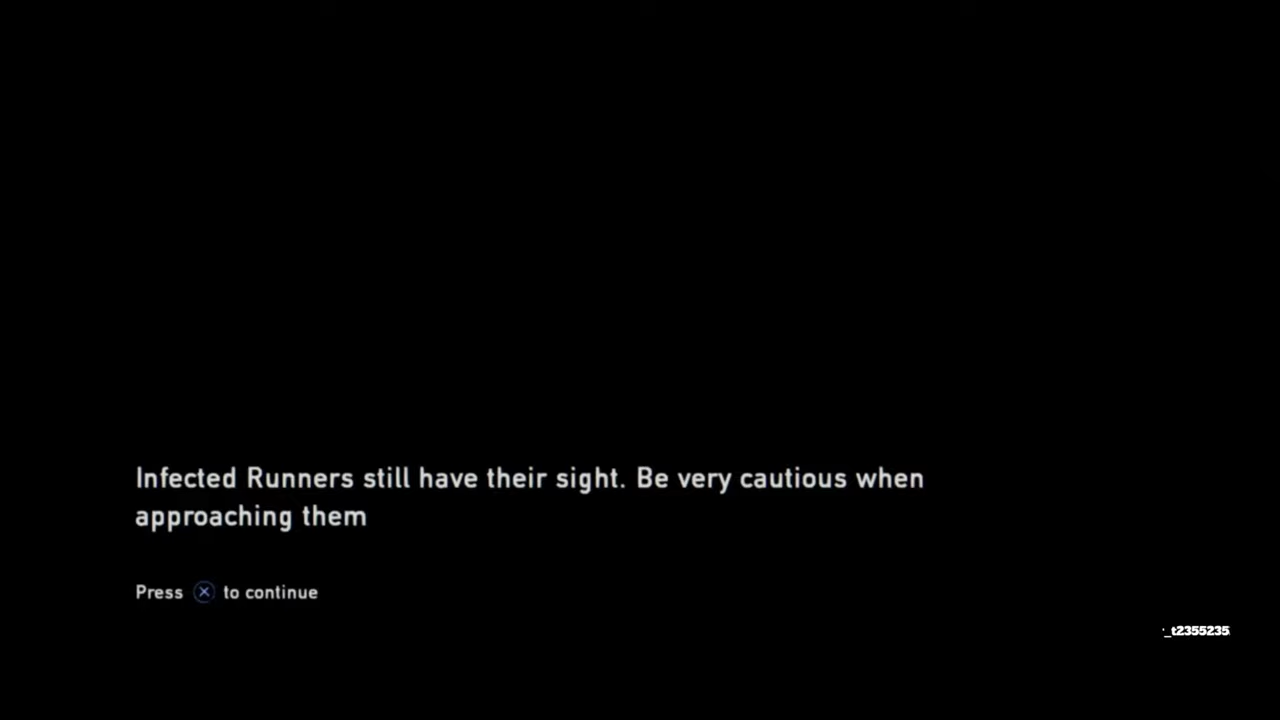 Infected Runners still have their sight. Be very cautious when
approaching them
Press ⓧ to continue
·_t2355235